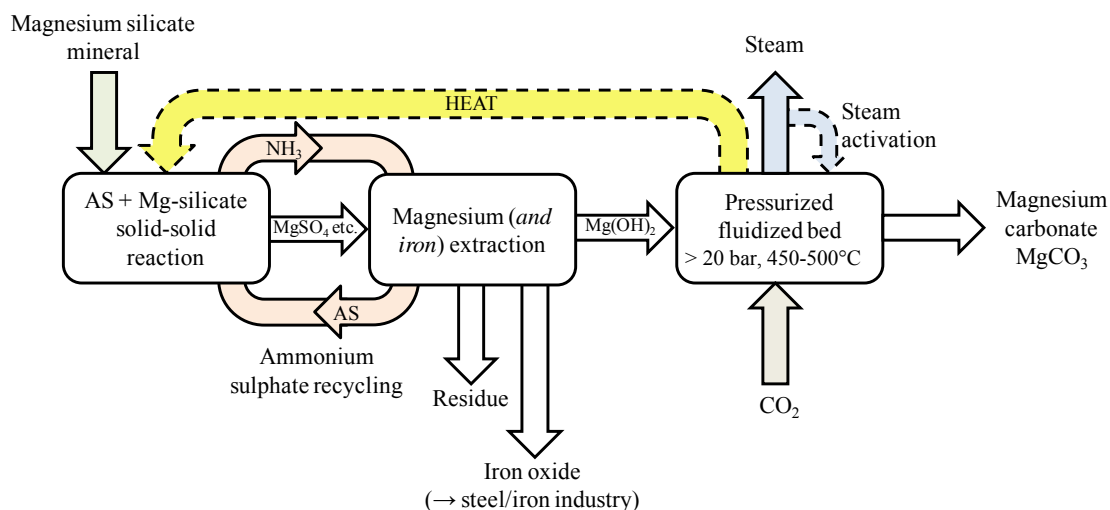 Magnesium silicate
mineral
Steam
HEAT
Steam
activation
NH₃
AS + Mg-silicate
solid-solid
reaction
MgSO₄ etc.
Magnesium (and
iron) extraction
Mg(OH)₂
Pressurized
fluidized bed
> 20 bar, 450-500°C
Magnesium
carbonate
MgCO₃
AS
Ammonium
sulphate recycling
Residue
CO₂
Iron oxide
(→ steel/iron industry)